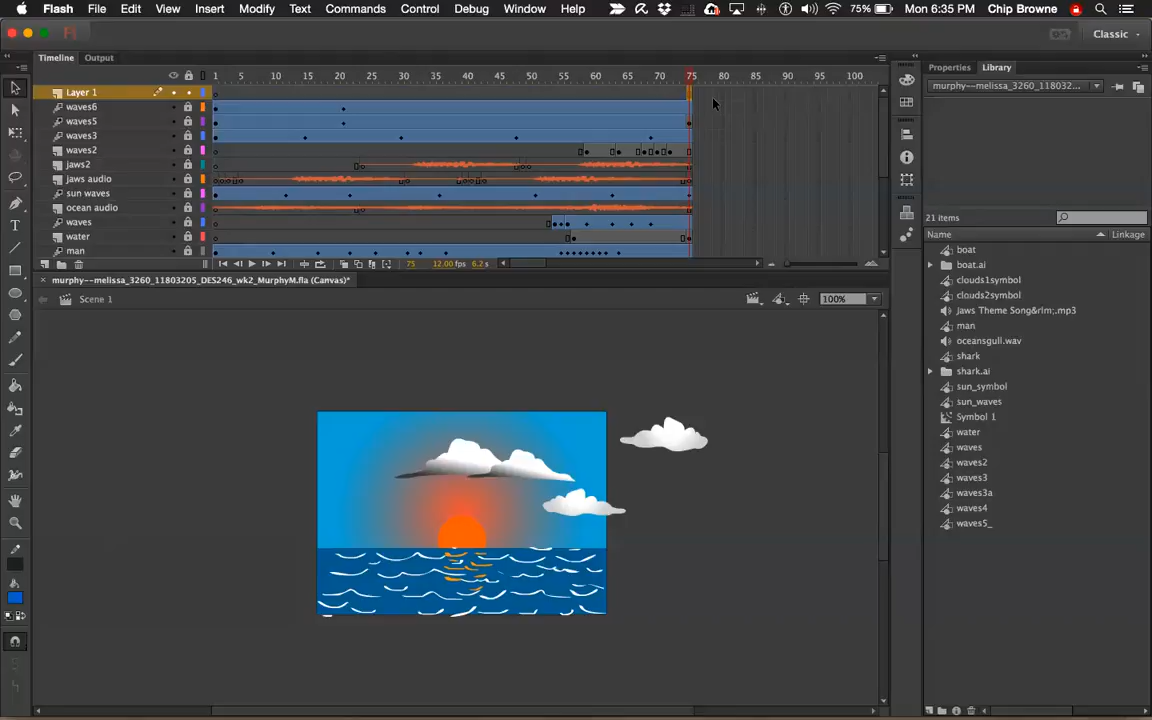 Flash File Edit View Insert Modify Text Commands Control Debug Window Help 75% Mon 6:35 PM Chip Browne
Classic
Timeline Output
1 5 10 15 20 25 30 35 40 45 50 55 60 65 70 75 80 85 90 95 100
Layer 1
waves6
waves5
waves3
waves2
jaws2
jaws audio
sun waves
ocean audio
waves
water
man
75 12.00 fps 6.2 s
murphy--melissa_3260_11803205_DES246_wk2_MurphyM.fla (Canvas)*
Scene 1
100%
Properties Library
murphy--melissa_3260_118032...
21 items
Name Linkage
boat
boat.ai
clouds1symbol
clouds2symbol
Jaws Theme Song&rlm;.mp3
man
oceansgull.wav
shark
shark.ai
sun_symbol
sun_waves
Symbol 1
water
waves
waves2
waves3
waves3a
waves4
waves5_